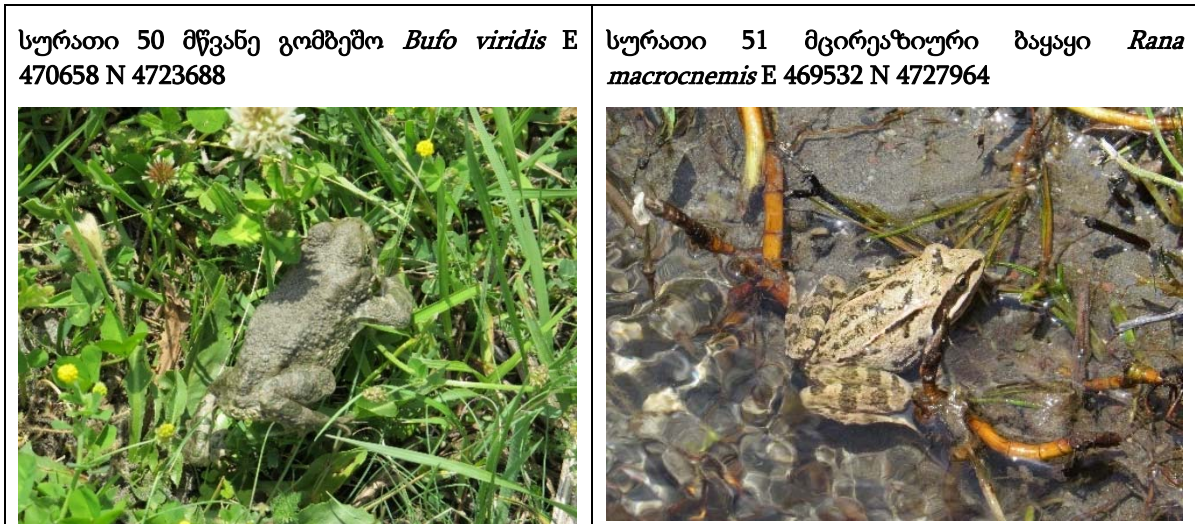 სურათი 50 მწვანე გომბეშო Bufo viridis E
470658 N 4723688
სურათი 51 მცირეაზიური ბაყაყი Rana
macrocnemis E 469532 N 4727964